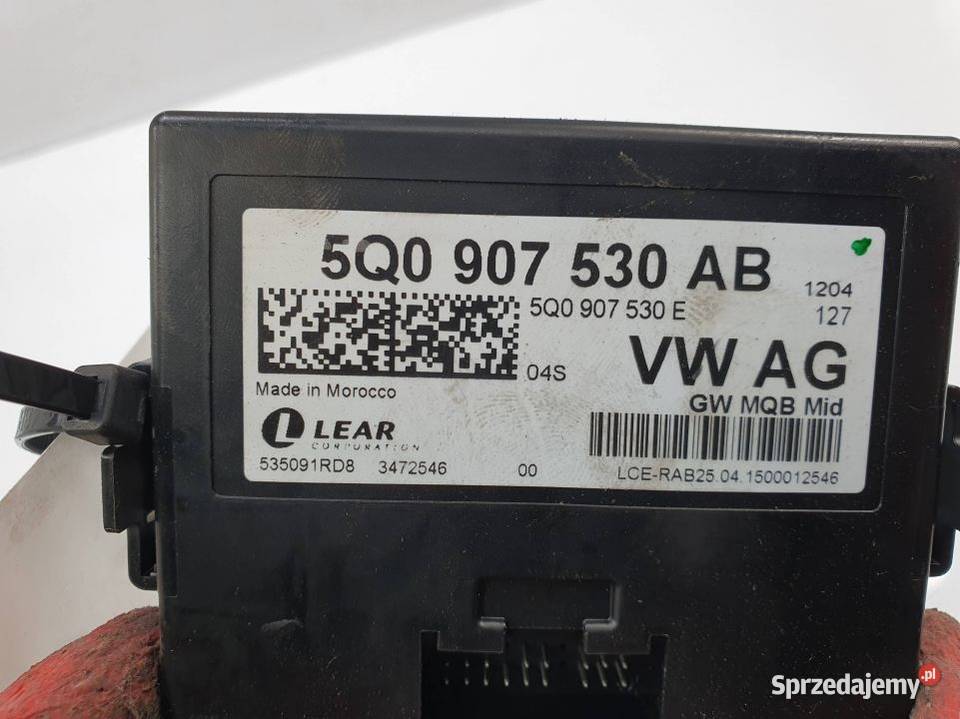 5Q0 907 530 AB
1204
5Q0 907 530 E
127
04S
VW AG
Made in Morocco
GW MQB Mid
LEAR
CORPORATION
535091RD8 3472546 00
LCE-RAB25.04.1500012546
Sprzedajemy.pl